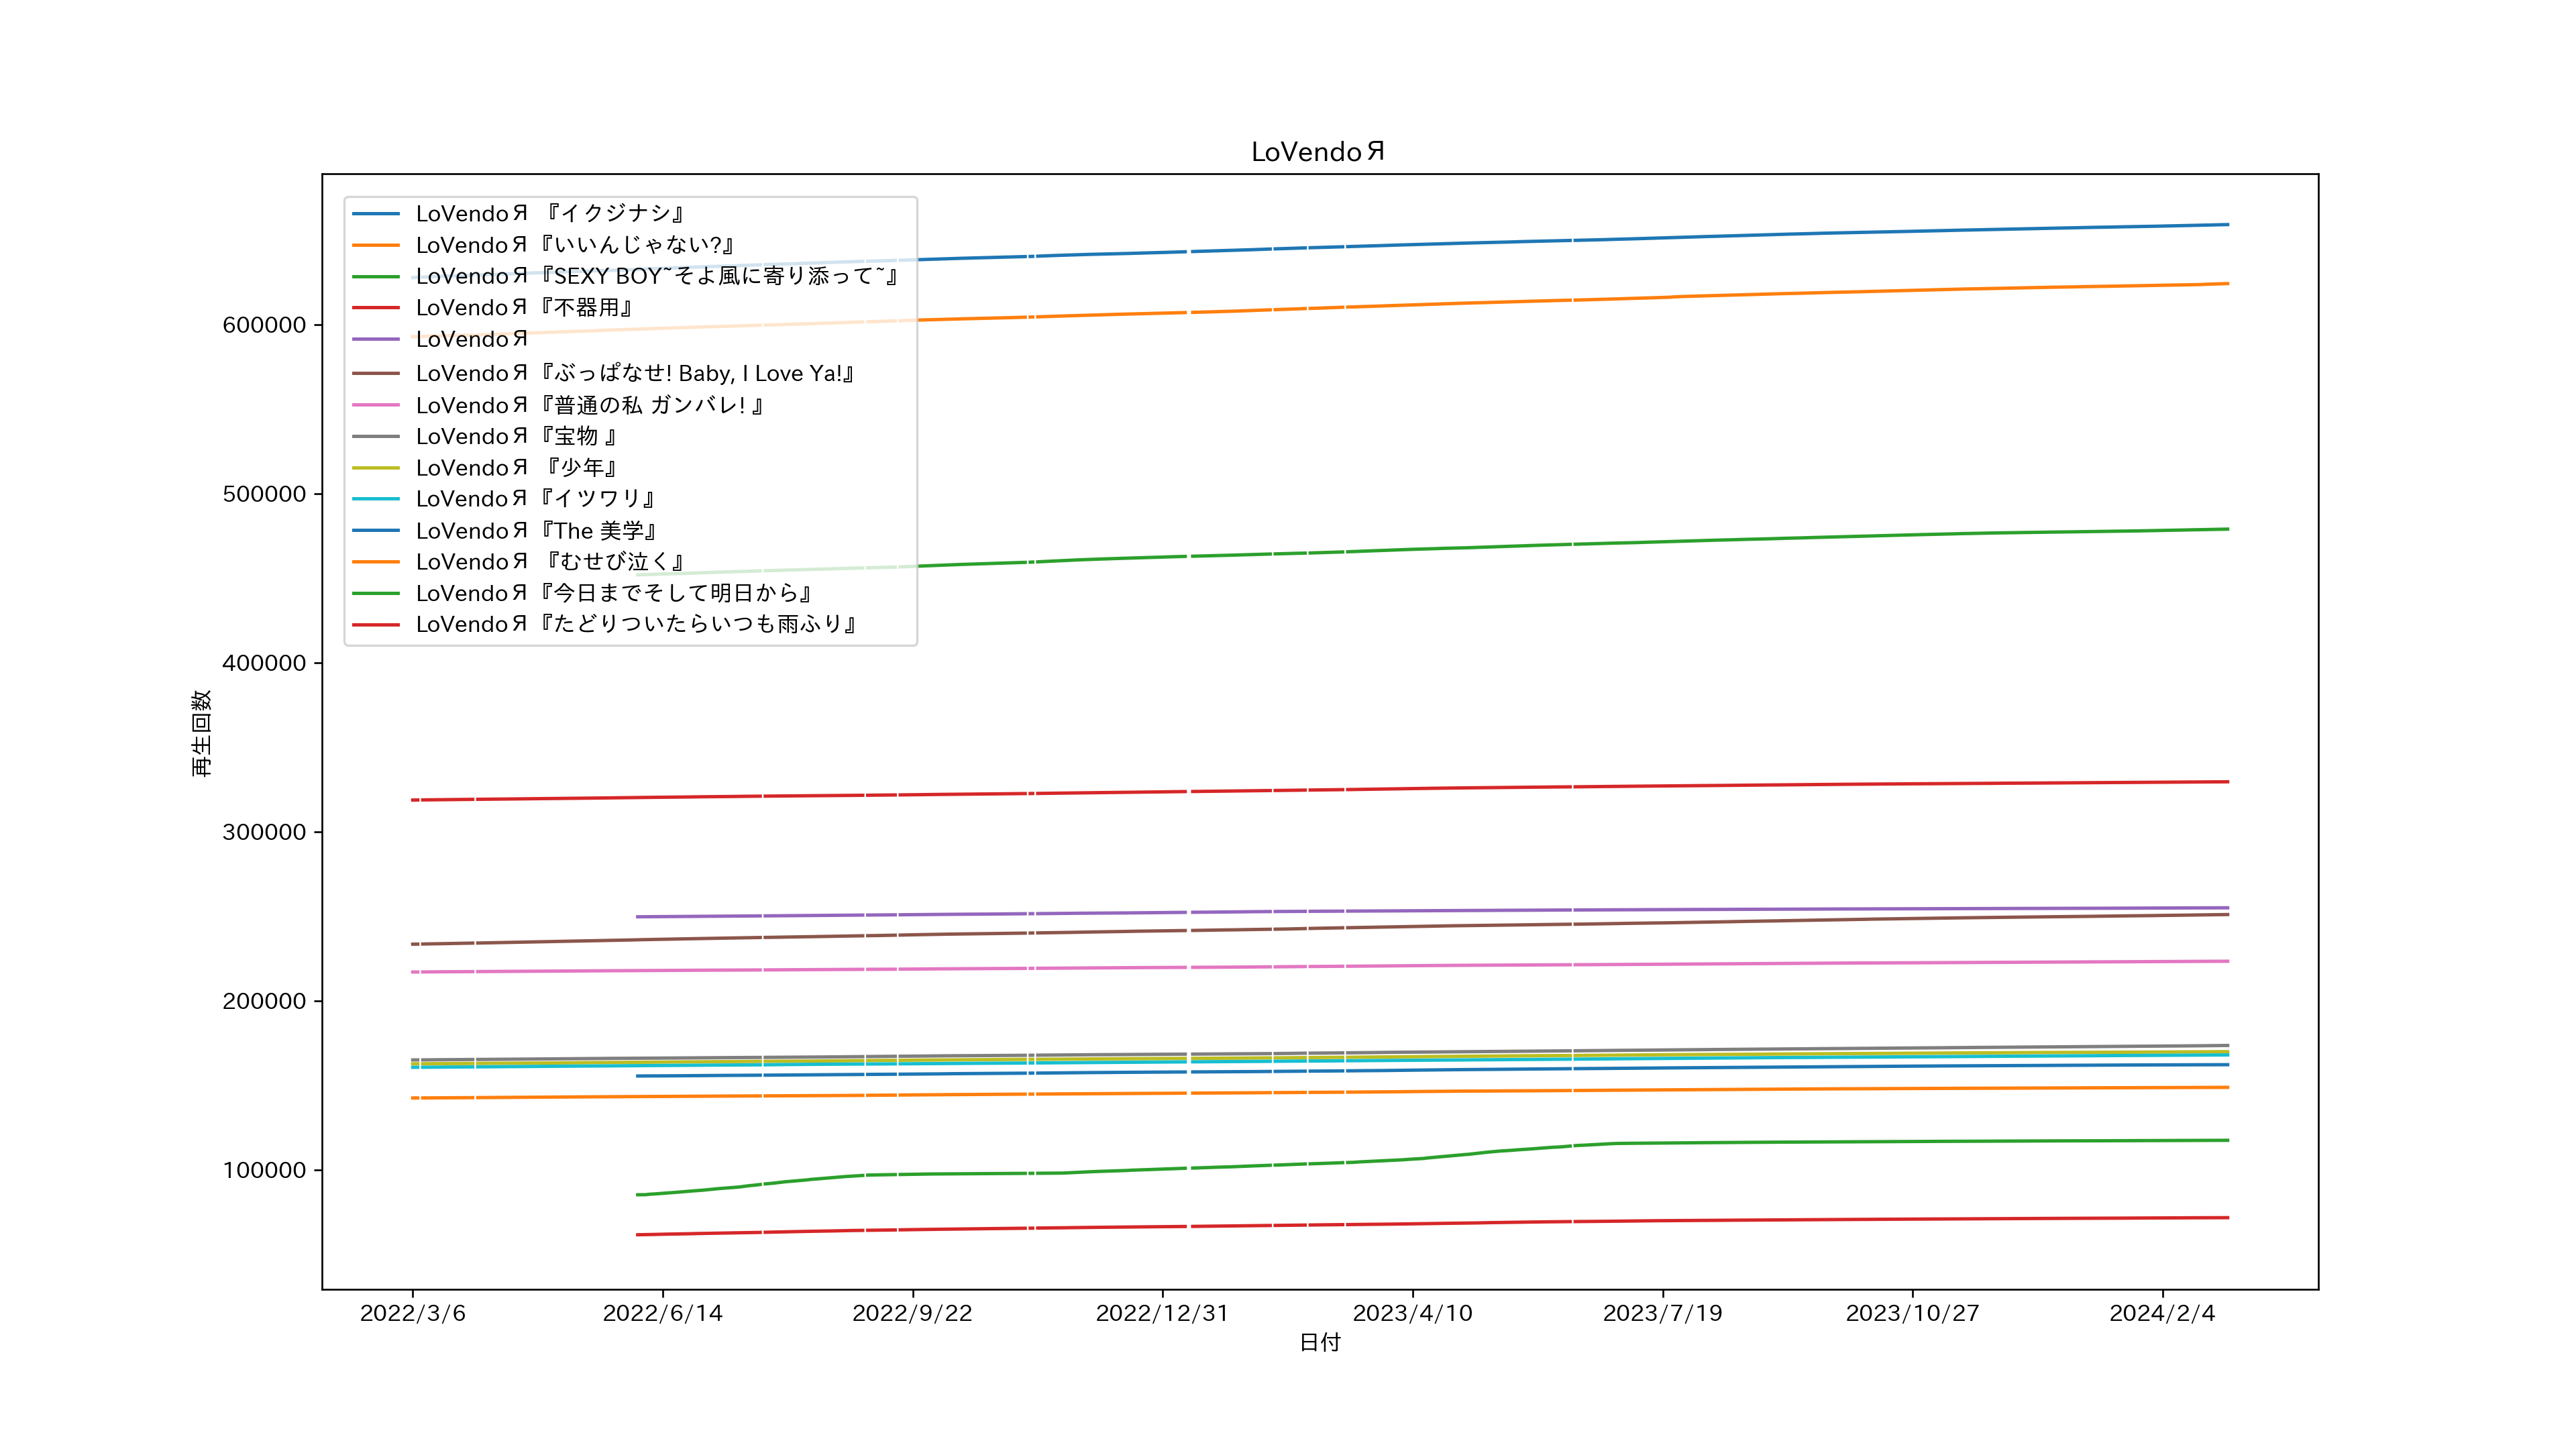 LoVendoЯ
LoVendoЯ 『イクジナシ』
LoVendoЯ『いいんじゃない?』
LoVendoЯ『SEXY BOY~そよ風に寄り添って~』
LoVendoЯ『不器用』
LoVendoЯ
LoVendoЯ『ぶっぱなせ! Baby, I Love Ya!』
LoVendoЯ『普通の私 ガンバレ! 』
LoVendoЯ『宝物 』
LoVendoЯ 『少年』
LoVendoЯ『イツワリ』
LoVendoЯ『The 美学』
LoVendoЯ 『むせび泣く』
LoVendoЯ『今日までそして明日から』
LoVendoЯ『たどりついたらいつも雨ふり』
再生回数
600000
500000
400000
300000
200000
100000
2022/3/6 2022/6/14 2022/9/22 2022/12/31 2023/4/10 2023/7/19 2023/10/27 2024/2/4
日付